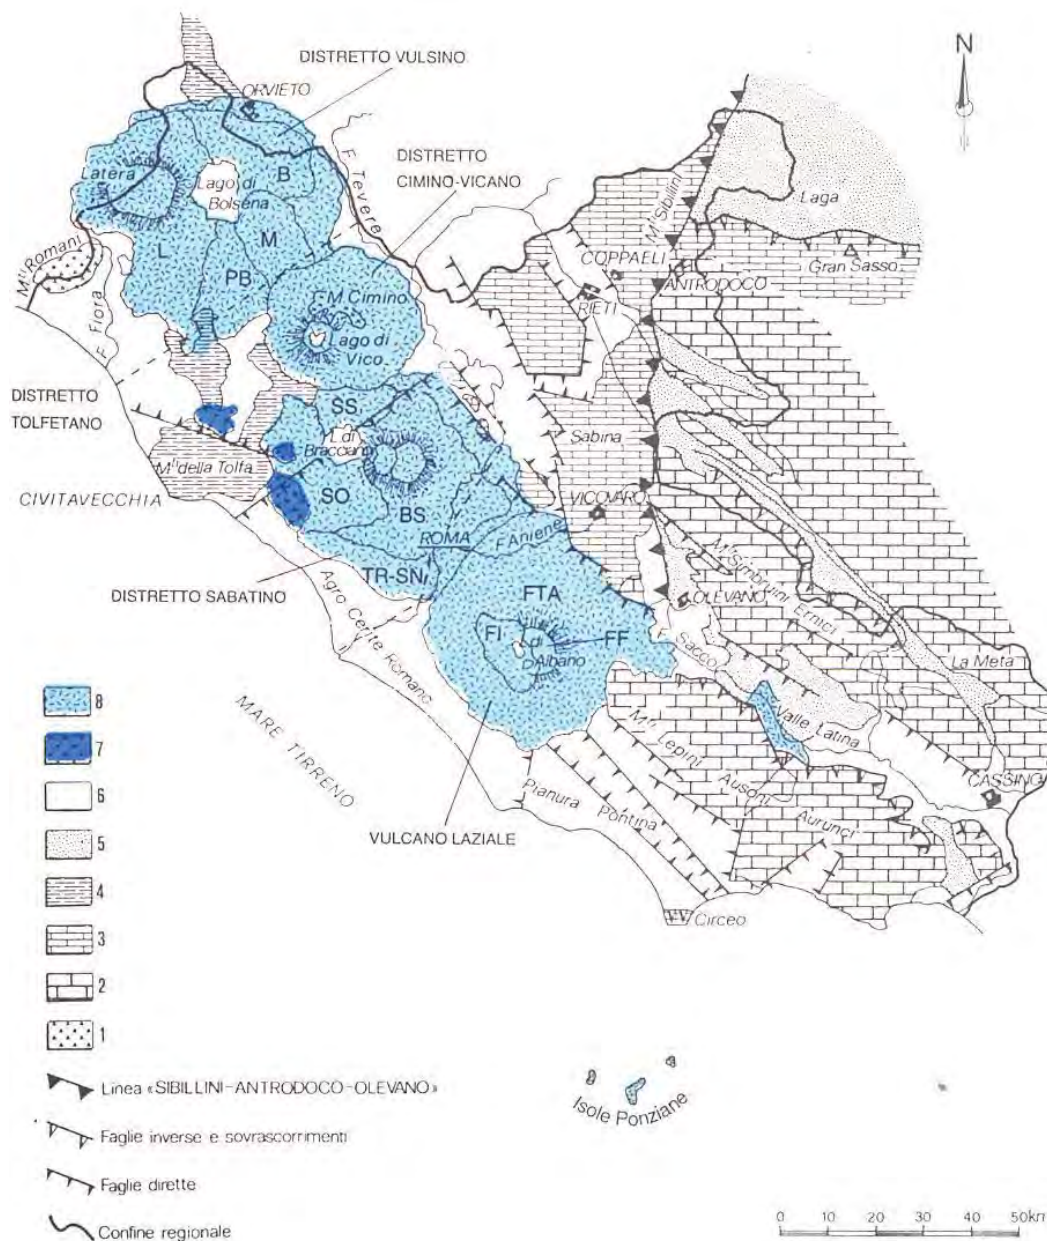 N
DISTRETTO VULSINO
ORVIETO
DISTRETTO
CIMINO-VICANO
F. Tevere
Latera
Lago di
Bolsena
B
M
L
PB
M.ti Romani
F. Fiora
M. Cimino
Lago di
Vico
M. Sibillini
Laga
COPPAELI
Gran Sasso
ANTRODOCO
RIETI
DISTRETTO
TOLFETANO
SS
L. di
Bracciano
M.ti della Tolfa
CIVITAVECCHIA
SO
BS
Sabina
VICOVARO
ROMA
F. Aniene
TR-SN
DISTRETTO SABATINO
Agro Cerite Romano
FTA
FI
L.
di
Albano
FF
M.ti Simbruini Ernici
OLEVANO
F. Sacco
La Meta
Valle Latina
CASSINO
MARE TIRRENO
M.ti Lepini
Ausoni
Aurunci
Pianura Pontina
VULCANO LAZIALE
Circeo
8
7
6
5
4
3
2
1
Linea «SIBILLINI-ANTRODOCO-OLEVANO»
Faglie inverse e sovrascorrimenti
Faglie dirette
Confine regionale
Isole Ponziane
0 10 20 30 40 50km